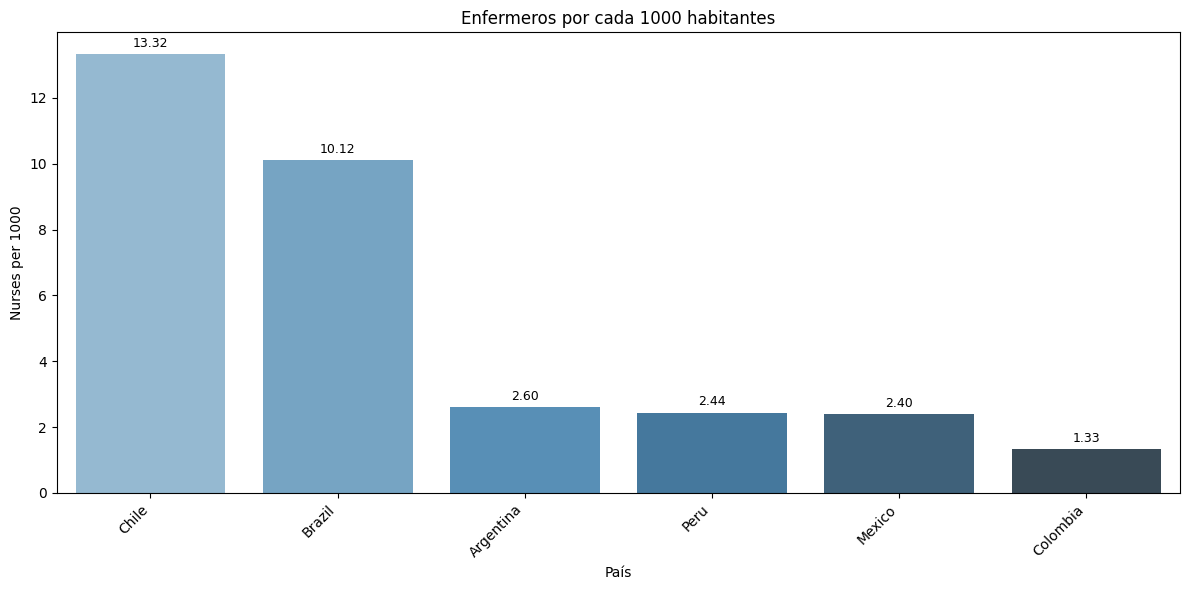 Enfermeros por cada 1000 habitantes
13.32
10.12
2.60
2.44
2.40
1.33
12
10
8
6
4
2
0
Nurses per 1000
Chile
Brazil
Argentina
Peru
Mexico
Colombia
País